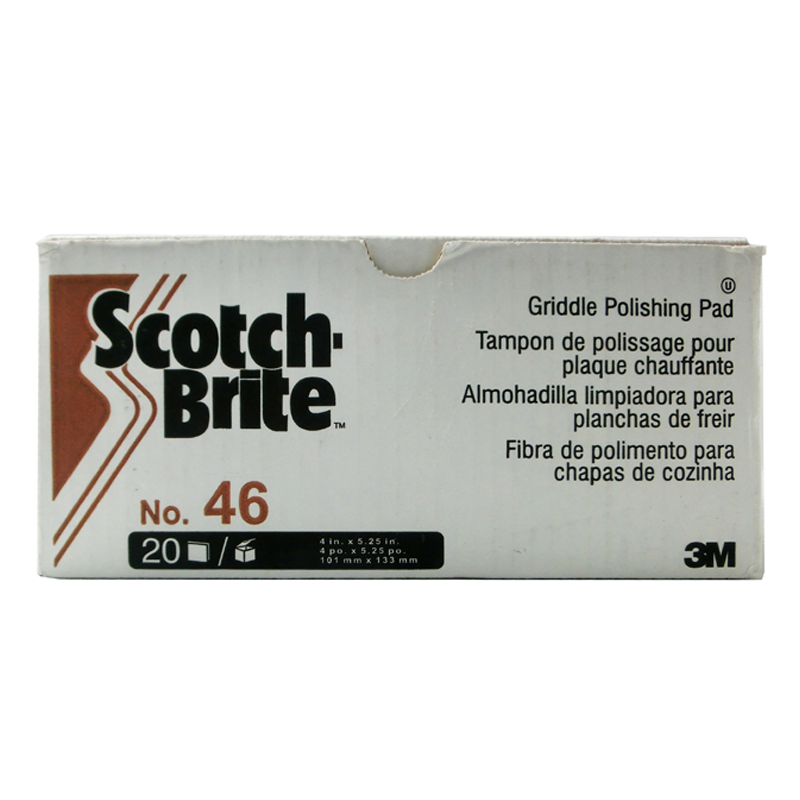 Scotch-
Brite™
No. 46
20 /
4 in. x 5.25 in.
4 po. x 5.25 po.
101 mm x 133 mm
U
Griddle Polishing Pad
Tampon de polissage pour
plaque chauffante
Almohadilla limpiadora para
planchas de freir
Fibra de polimento para
chapas de cozinha
3M